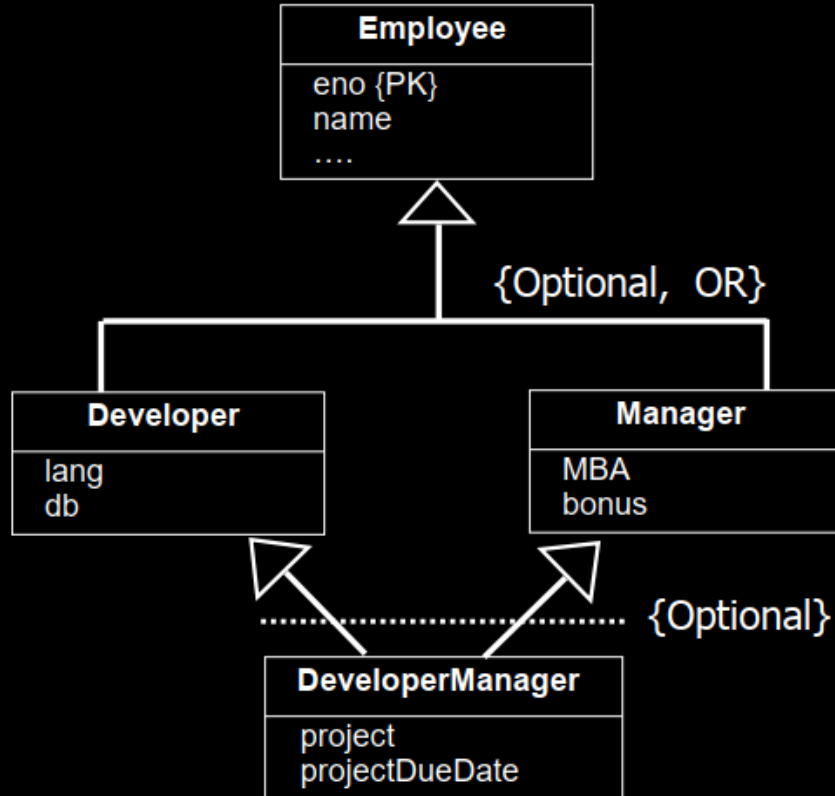 Employee
eno {PK}
name
....
{Optional, OR}
Developer
lang
db
Manager
MBA
bonus
{Optional}
DeveloperManager
project
projectDueDate